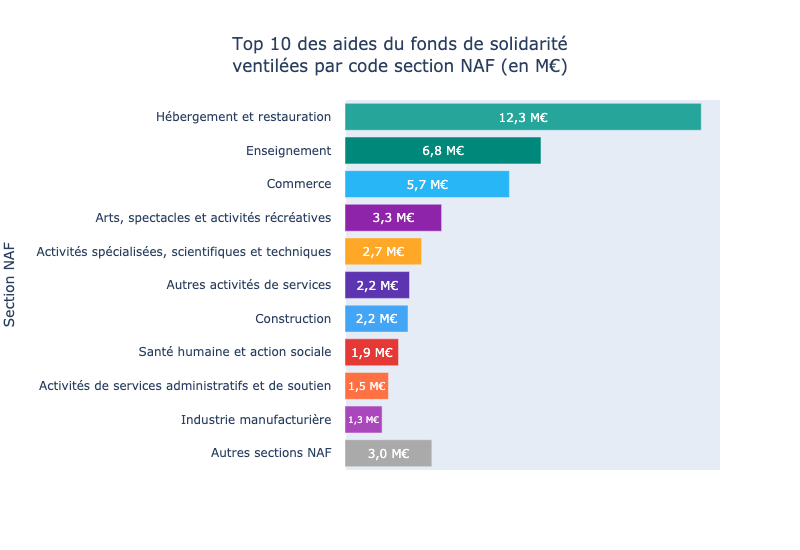 Top 10 des aides du fonds de solidarité
ventilées par code section NAF (en M€)
Section NAF
Hébergement et restauration 12,3 M€
Enseignement 6,8 M€
Commerce 5,7 M€
Arts, spectacles et activités récréatives 3,3 M€
Activités spécialisées, scientifiques et techniques 2,7 M€
Autres activités de services 2,2 M€
Construction 2,2 M€
Santé humaine et action sociale 1,9 M€
Activités de services administratifs et de soutien 1,5 M€
Industrie manufacturière 1,3 M€
Autres sections NAF 3,0 M€